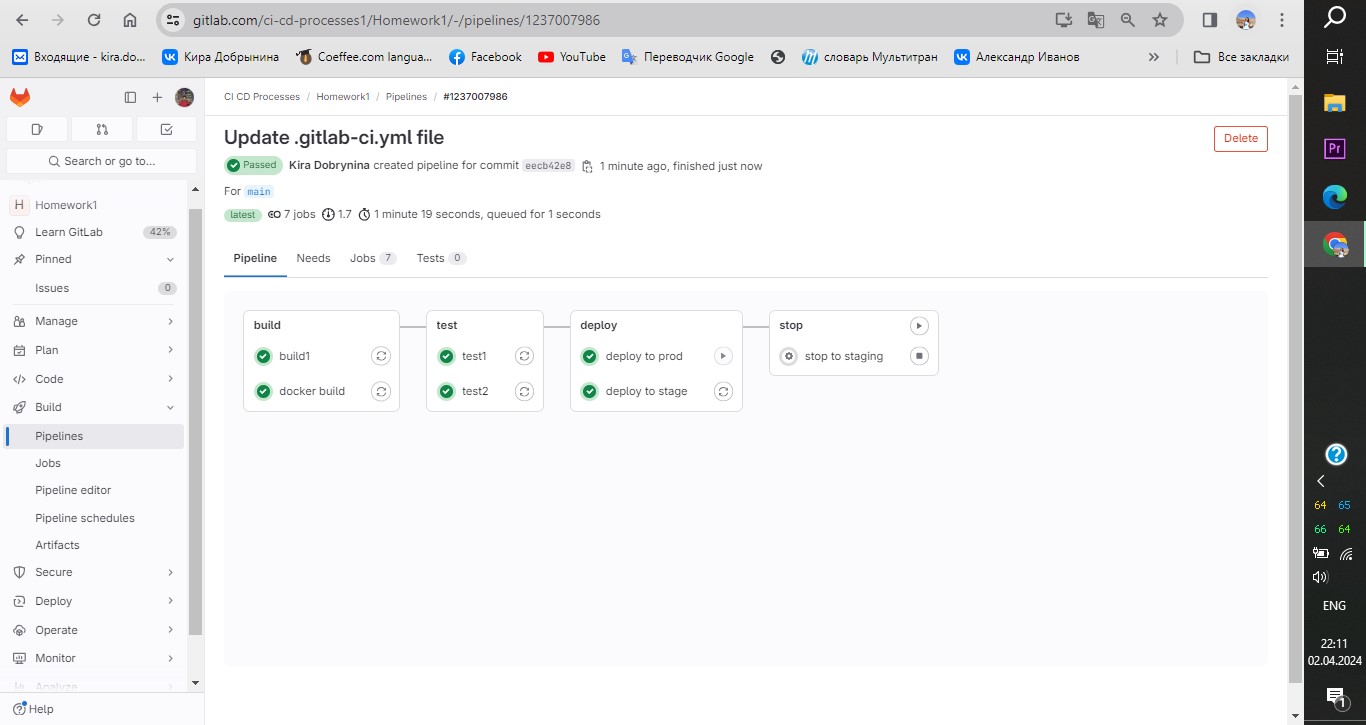 gitlab.com/ci-cd-processes1/Homework1/-/pipelines/1237007986
Входящие - kira.do... Кира Добрынина Coeffee.com langua... Facebook YouTube Переводчик Google словарь Мультитран Александр Иванов » Все закладки
CI CD Processes / Homework1 / Pipelines / #1237007986
Search or go to...
H Homework1
Learn GitLab 42%
Pinned
Issues 0
Manage
Plan
Code
Build
Pipelines
Jobs
Pipeline editor
Pipeline schedules
Artifacts
Secure
Deploy
Operate
Monitor
Analyze
Help
Update .gitlab-ci.yml file
Delete
Passed Kira Dobrynina created pipeline for commit eecb42e8 1 minute ago, finished just now
For main
latest 7 jobs 1.7 1 minute 19 seconds, queued for 1 seconds
Pipeline Needs Jobs 7 Tests 0
build
build1
docker build
test
test1
test2
deploy
deploy to prod
deploy to stage
stop
stop to staging
Pr
64 65
66 64
ENG
22:11
02.04.2024
1